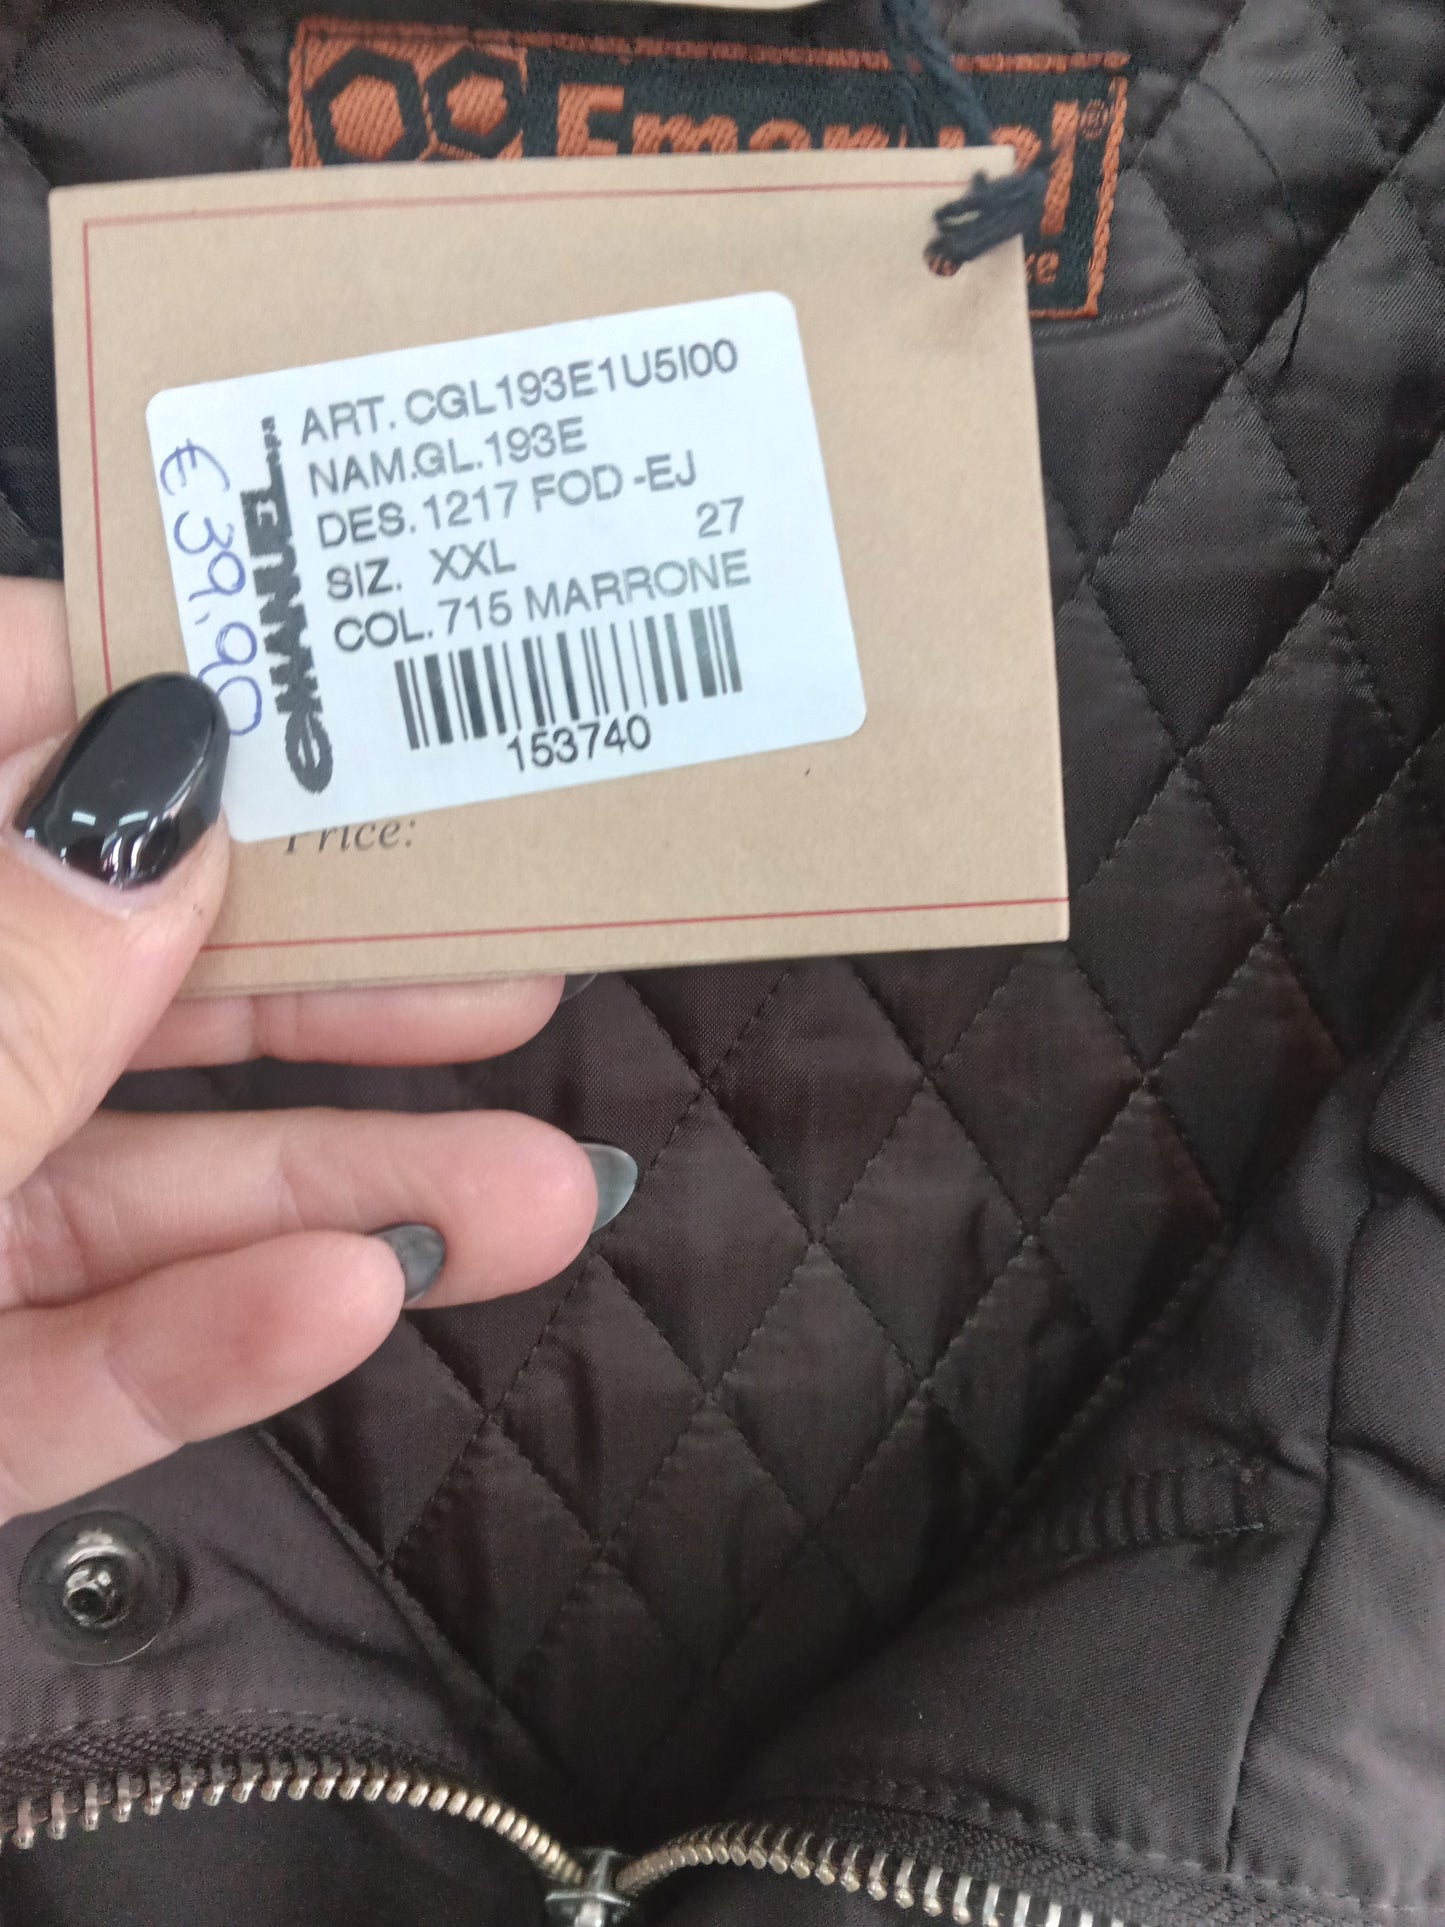 Emanuel®
ART. CGL193E1U5I00
NAM.GL.193E
DES. 1217 FOD -EJ
SIZ. XXL 27
COL. 715 MARRONE
153740
EMANUEL
€ 39,90
Price: